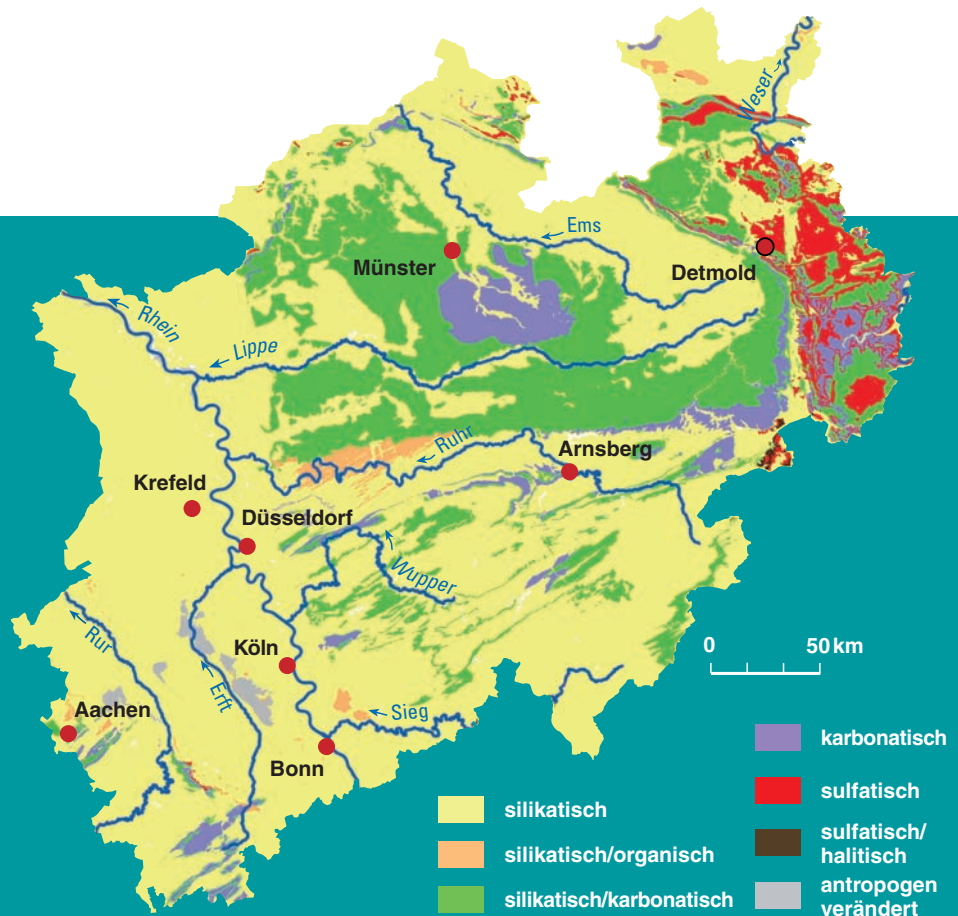 Weser
Ems
Münster
Detmold
Rhein
Lippe
Ruhr
Arnsberg
Krefeld
Düsseldorf
Wupper
Rur
Köln
Erft
0 50 km
Aachen
Sieg
Bonn
karbonatisch
sulfatisch
sulfatisch/
halitisch
antropogen
verändert
silikatisch
silikatisch/organisch
silikatisch/karbonatisch